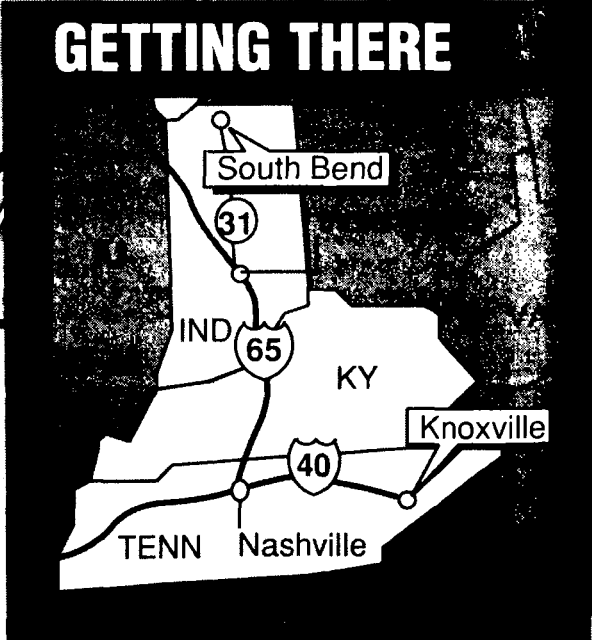 GETTING THERE
South Bend
31
IND
65
KY
Knoxville
40
TENN
Nashville